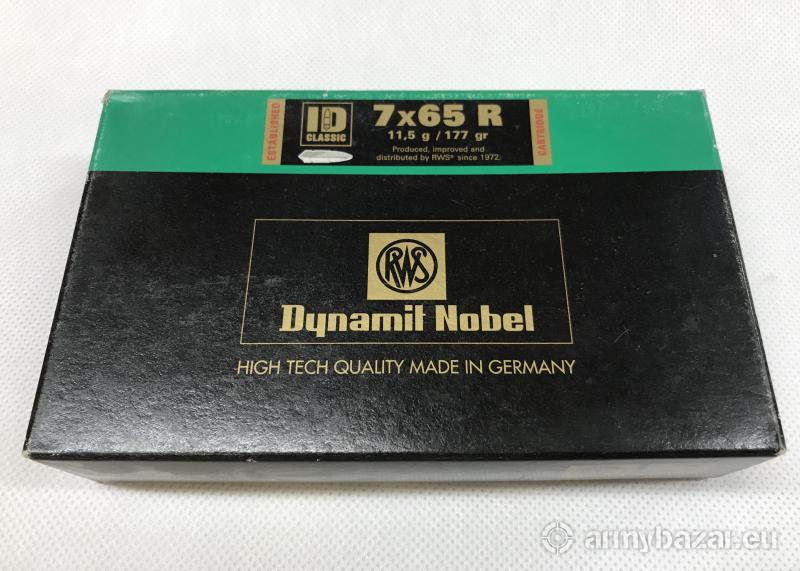 ESTABLISHED
ID
CLASSIC
7x65 R
11,5 g / 177 gr
Produced, improved and
distributed by RWS® since 1972.
CARTRIDGE
RWS
Dynamit Nobel
HIGH TECH QUALITY MADE IN GERMANY
armybazar.eu